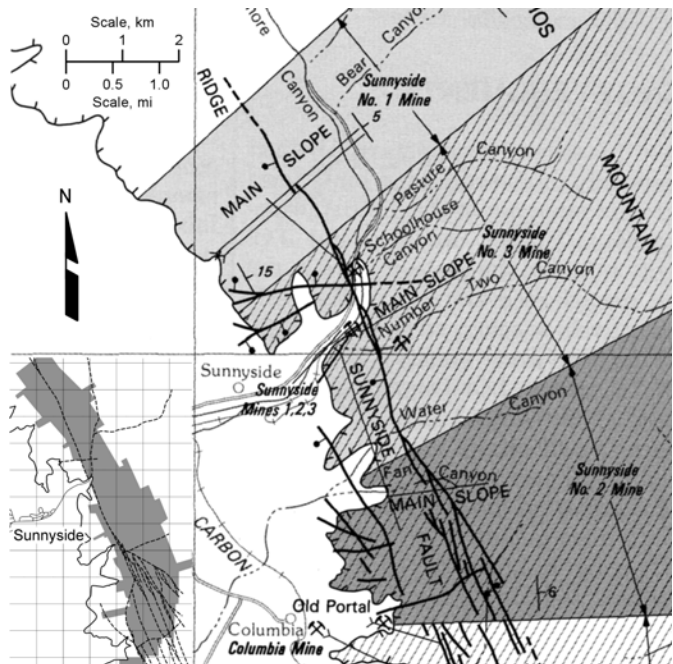 Scale, km
0 1 2
0 0.5 1.0
Scale, mi
more
Canyon
Bear
Canyon
Sunnyside
No. 1 Mine
RIDGE
MAIN SLOPE
5
N
Pasture
Canyon
Schoolhouse
Canyon
MOUNTAIN
Sunnyside
No. 3 Mine
15
MAIN SLOPE
Number Two Canyon
Sunnyside
Sunnyside
Mines 1,2,3
SUNNYSIDE
FAULT
Water Canyon
Fan Canyon
MAIN SLOPE
Sunnyside
No. 2 Mine
7
Sunnyside
CARBON
6
Old Portal
Columbia
Columbia Mine